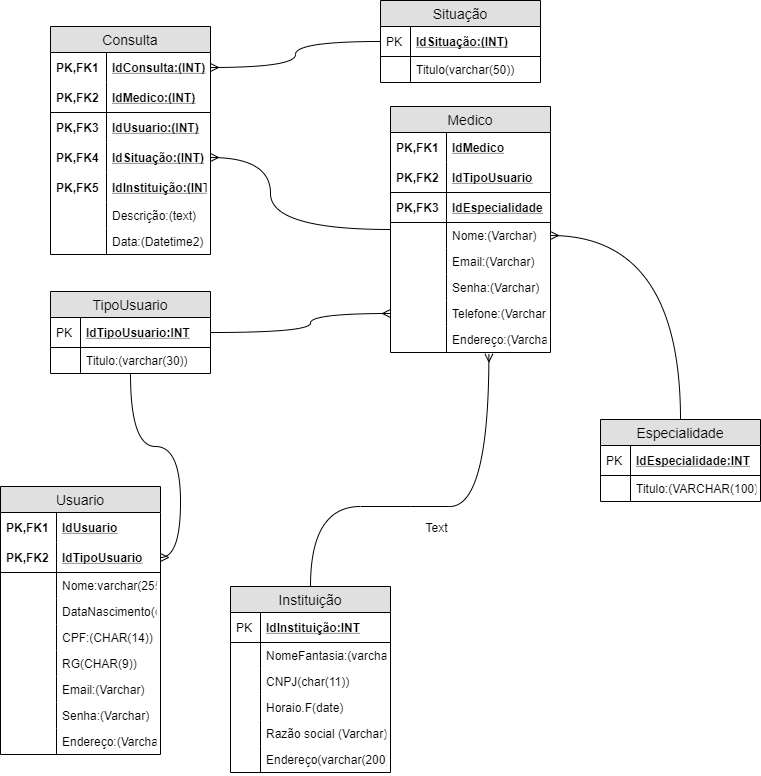 Situação
PK IdSituação:(INT)
Titulo(varchar(50))
Consulta
PK,FK1 IdConsulta:(INT)
PK,FK2 IdMedico:(INT)
PK,FK3 IdUsuario:(INT)
PK,FK4 IdSituação:(INT)
PK,FK5 IdInstituição:(INT
Descrição:(text)
Data:(Datetime2)
Medico
PK,FK1 IdMedico
PK,FK2 IdTipoUsuario
PK,FK3 IdEspecialidade
Nome:(Varchar)
Email:(Varchar)
Senha:(Varchar)
Telefone:(Varchar
Endereço:(Varcha
TipoUsuario
PK IdTipoUsuario:INT
Titulo:(varchar(30))
Especialidade
PK IdEspecialidade:INT
Titulo:(VARCHAR(100)
Usuario
PK,FK1 IdUsuario
PK,FK2 IdTipoUsuario
Nome:varchar(255
DataNascimento(
CPF:(CHAR(14))
RG(CHAR(9))
Email:(Varchar)
Senha:(Varchar)
Endereço:(Varcha
Text
Instituição
PK IdInstituição:INT
NomeFantasia:(varcha
CNPJ(char(11))
Horaio.F(date)
Razão social (Varchar)
Endereço(varchar(200